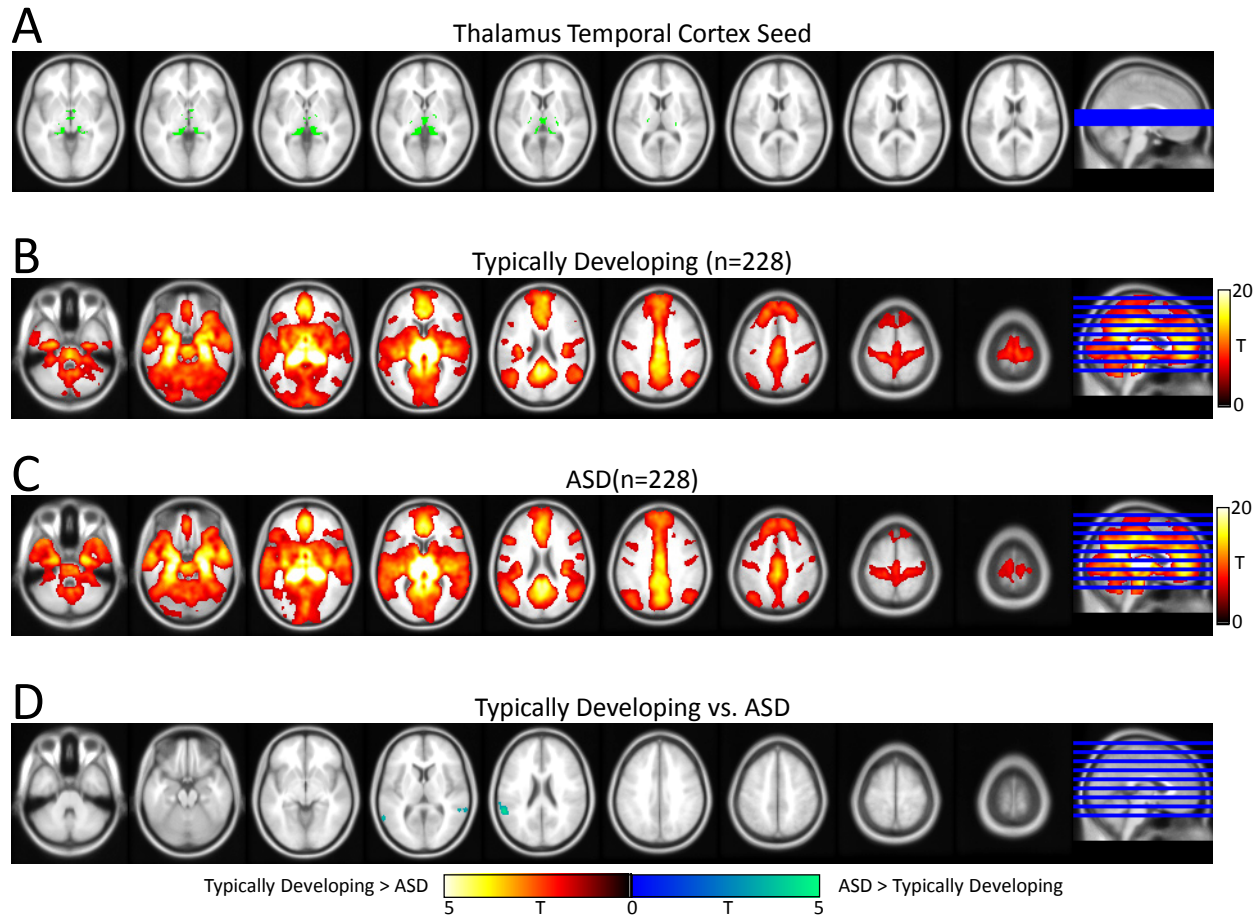 A
Thalamus Temporal Cortex Seed
B
Typically Developing (n=228)
20
T
0
C
ASD(n=228)
20
T
0
D
Typically Developing vs. ASD
Typically Developing > ASD
ASD > Typically Developing
5 T 0 T 5